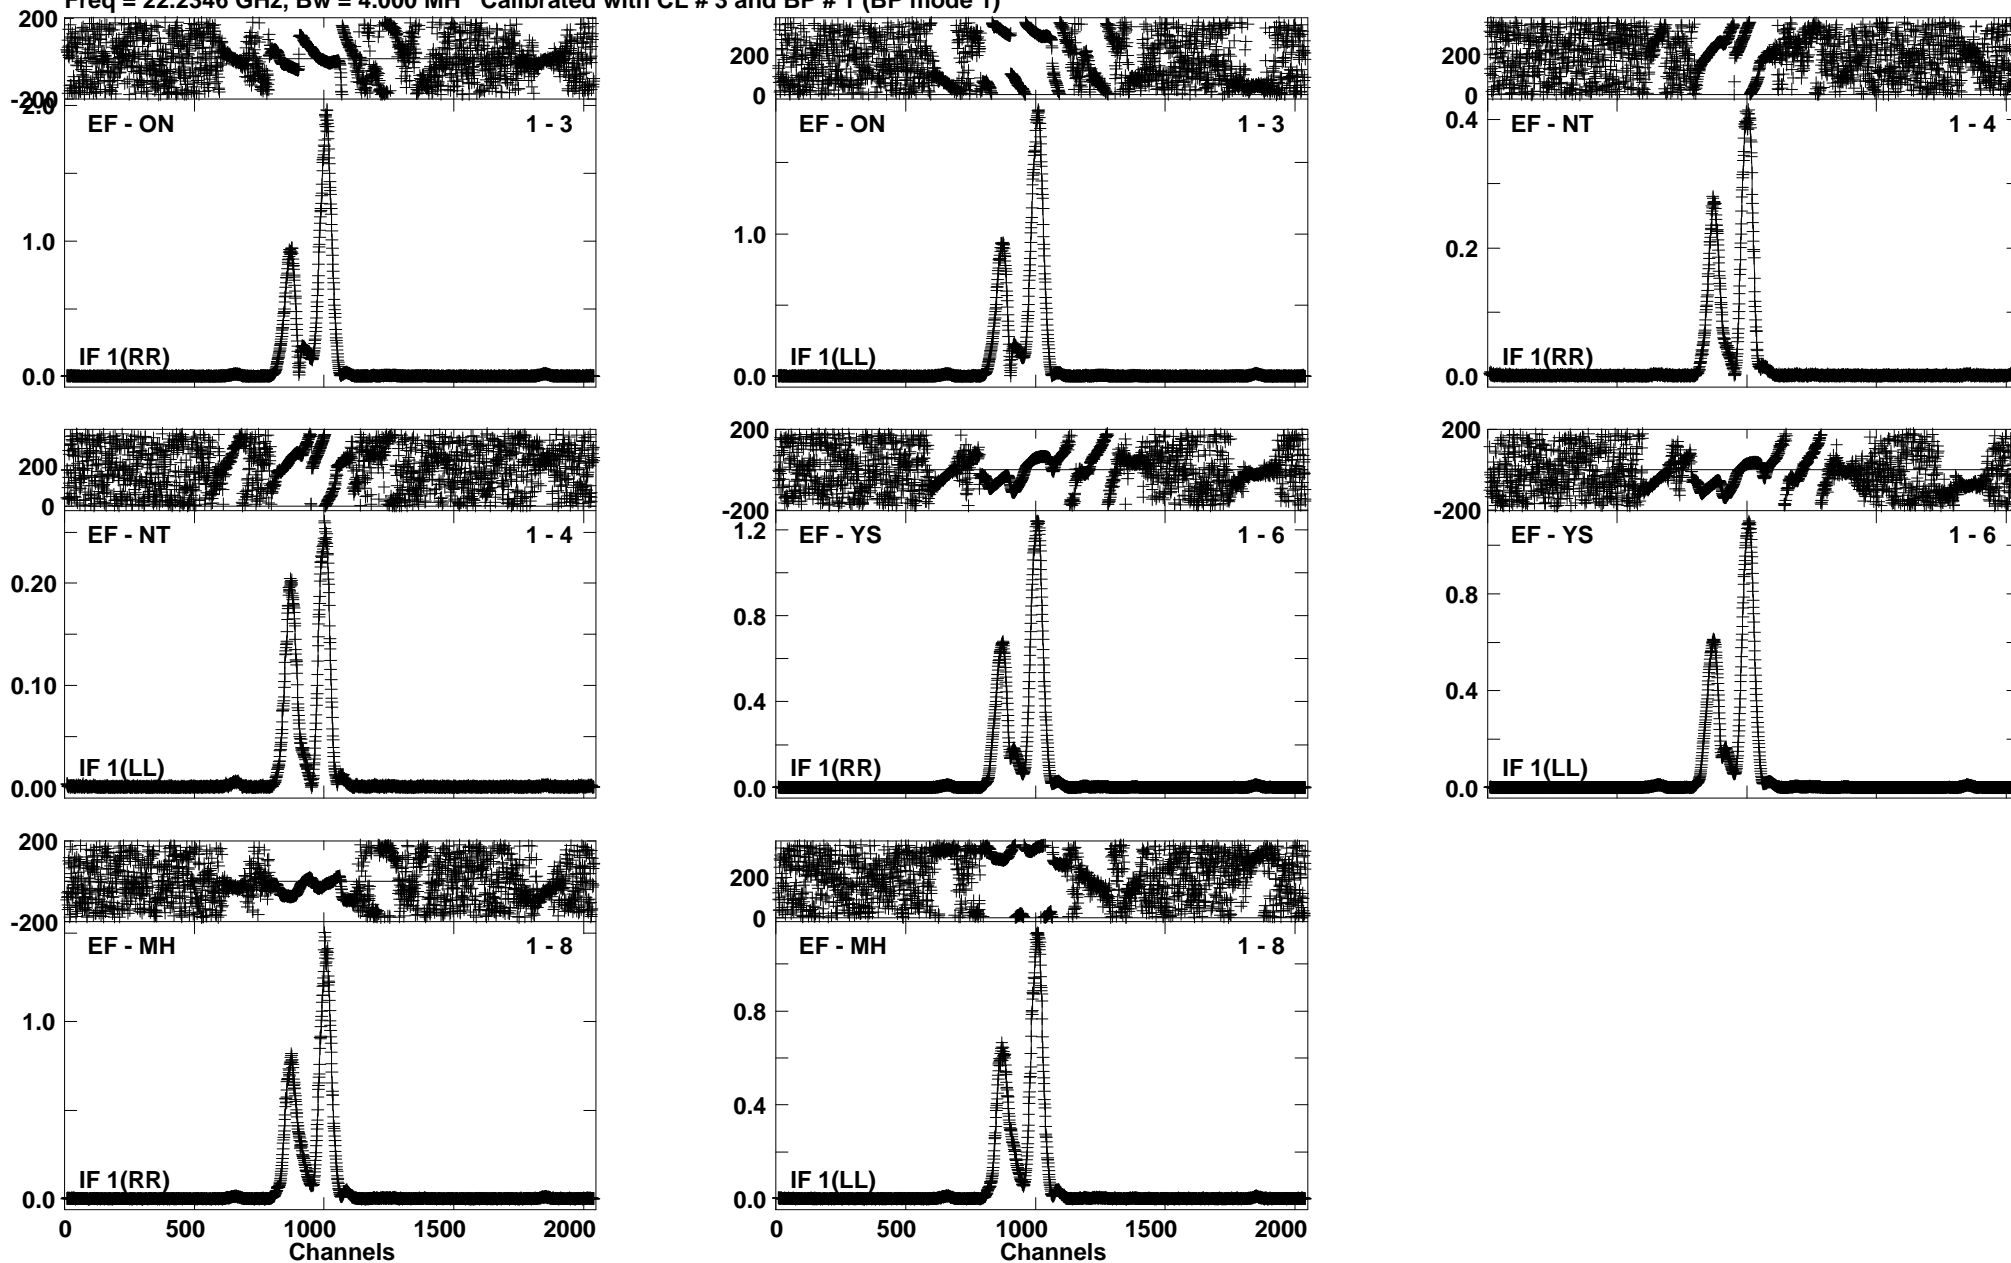 Freq = 22.2346 GHz, Bw = 4.000 MH Calibrated with CL # 3 and BP # 1 (BP mode 1)
200
-200
2.0
1.0
0.0
EF - ON
1 - 3
IF 1(RR)
200
0
1.0
0.0
EF - ON
1 - 3
IF 1(LL)
200
0
0.4
0.2
0.0
EF - NT
1 - 4
IF 1(RR)
200
0
0.20
0.10
0.00
EF - NT
1 - 4
IF 1(LL)
200
-200
1.2
0.8
0.4
0.0
EF - YS
1 - 6
IF 1(RR)
200
-200
0.8
0.4
0.0
EF - YS
1 - 6
IF 1(LL)
200
-200
1.0
0.0
EF - MH
1 - 8
IF 1(RR)
0 500 1000 1500 2000
Channels
200
0
0.8
0.4
0.0
EF - MH
1 - 8
IF 1(LL)
0 500 1000 1500 2000
Channels